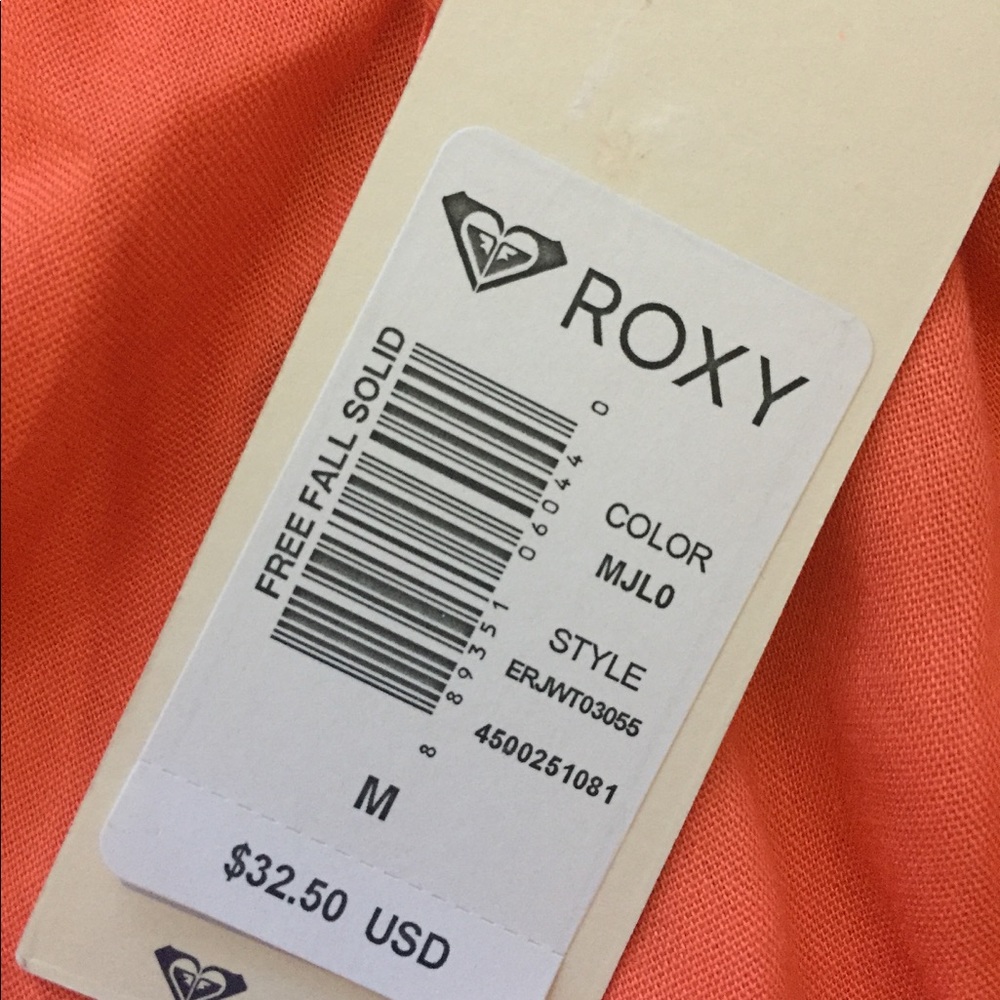 ROXY
FREE FALL SOLID
8 89351 06044 0
COLOR
MJL0
STYLE
ERJWT03055
4500251081
M
$32.50 USD